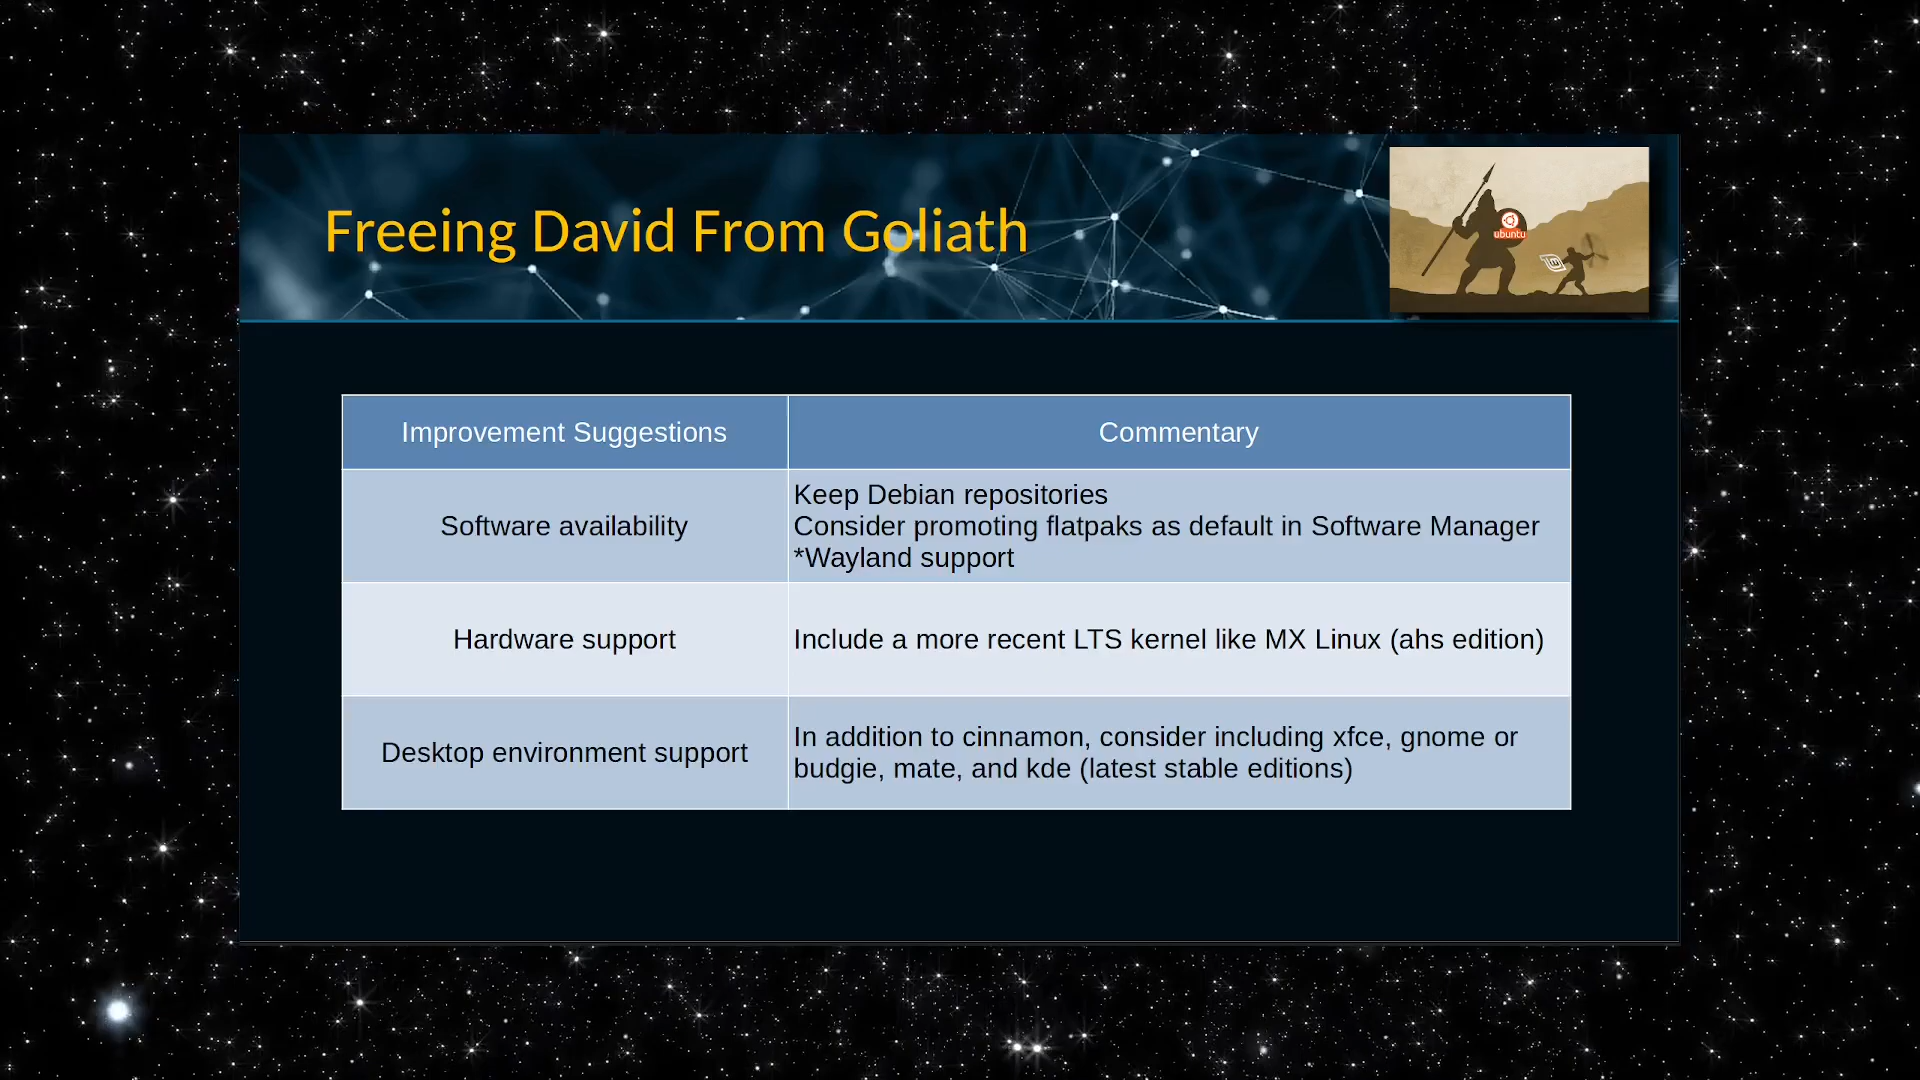 Freeing David From Goliath
ubuntu
Improvement Suggestions
Commentary
Software availability
Keep Debian repositories
Consider promoting flatpaks as default in Software Manager
*Wayland support
Hardware support
Include a more recent LTS kernel like MX Linux (ahs edition)
Desktop environment support
In addition to cinnamon, consider including xfce, gnome or
budgie, mate, and kde (latest stable editions)